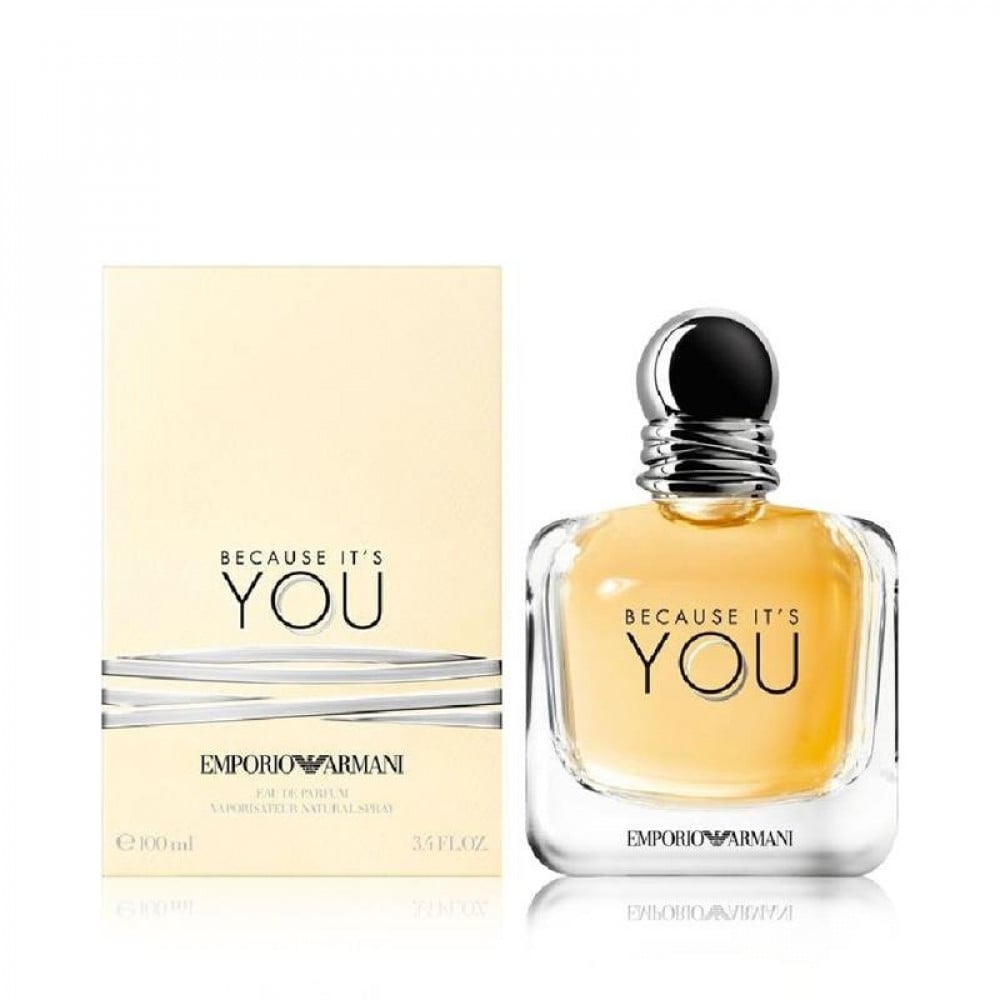 BECAUSE IT'S
YOU
EMPORIO ARMANI
EAU DE PARFUM
VAPORISATEUR NATURAL SPRAY
℮ 100 ml
3.4 FL.OZ.
BECAUSE IT'S
YOU
EMPORIO ARMANI